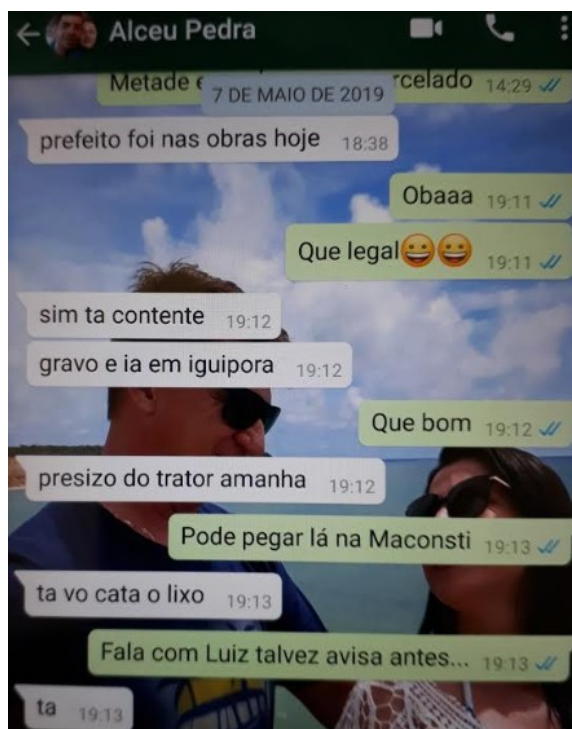 Alceu Pedra
Metade e rcelado 14:29
7 DE MAIO DE 2019
prefeito foi nas obras hoje 18:38
Obaaa 19:11
Que legal😀😀 19:11
sim ta contente 19:12
gravo e ia em iguipora 19:12
Que bom 19:12
presizo do trator amanha 19:12
Pode pegar lá na Maconsti 19:13
ta vo cata o lixo 19:13
Fala com Luiz talvez avisa antes... 19:13
ta 19:13